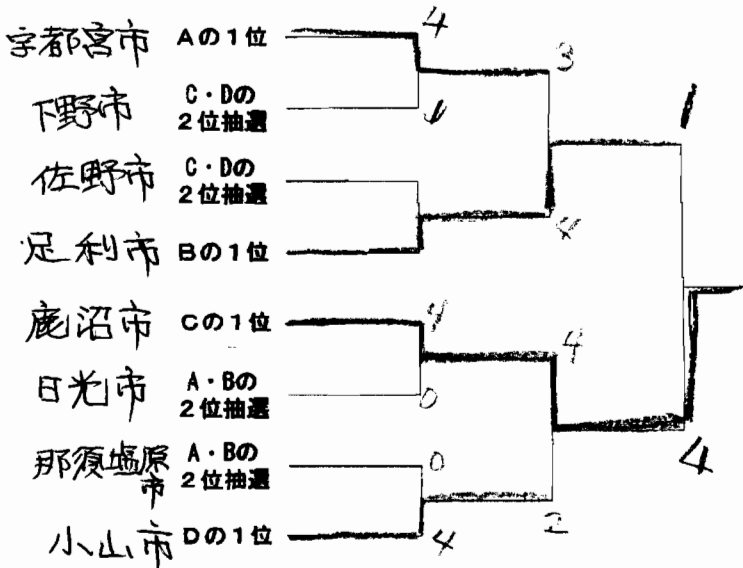 宇都宮市 Aの1位 4
3
下野市 C・Dの
2位抽選 1
1
佐野市 C・Dの
2位抽選
足利市 Bの1位
4
鹿沼市 Cの1位 4
4
日光市 A・Bの
2位抽選 0
4
那須塩原
市 A・Bの
2位抽選 0
小山市 Dの1位 4
2